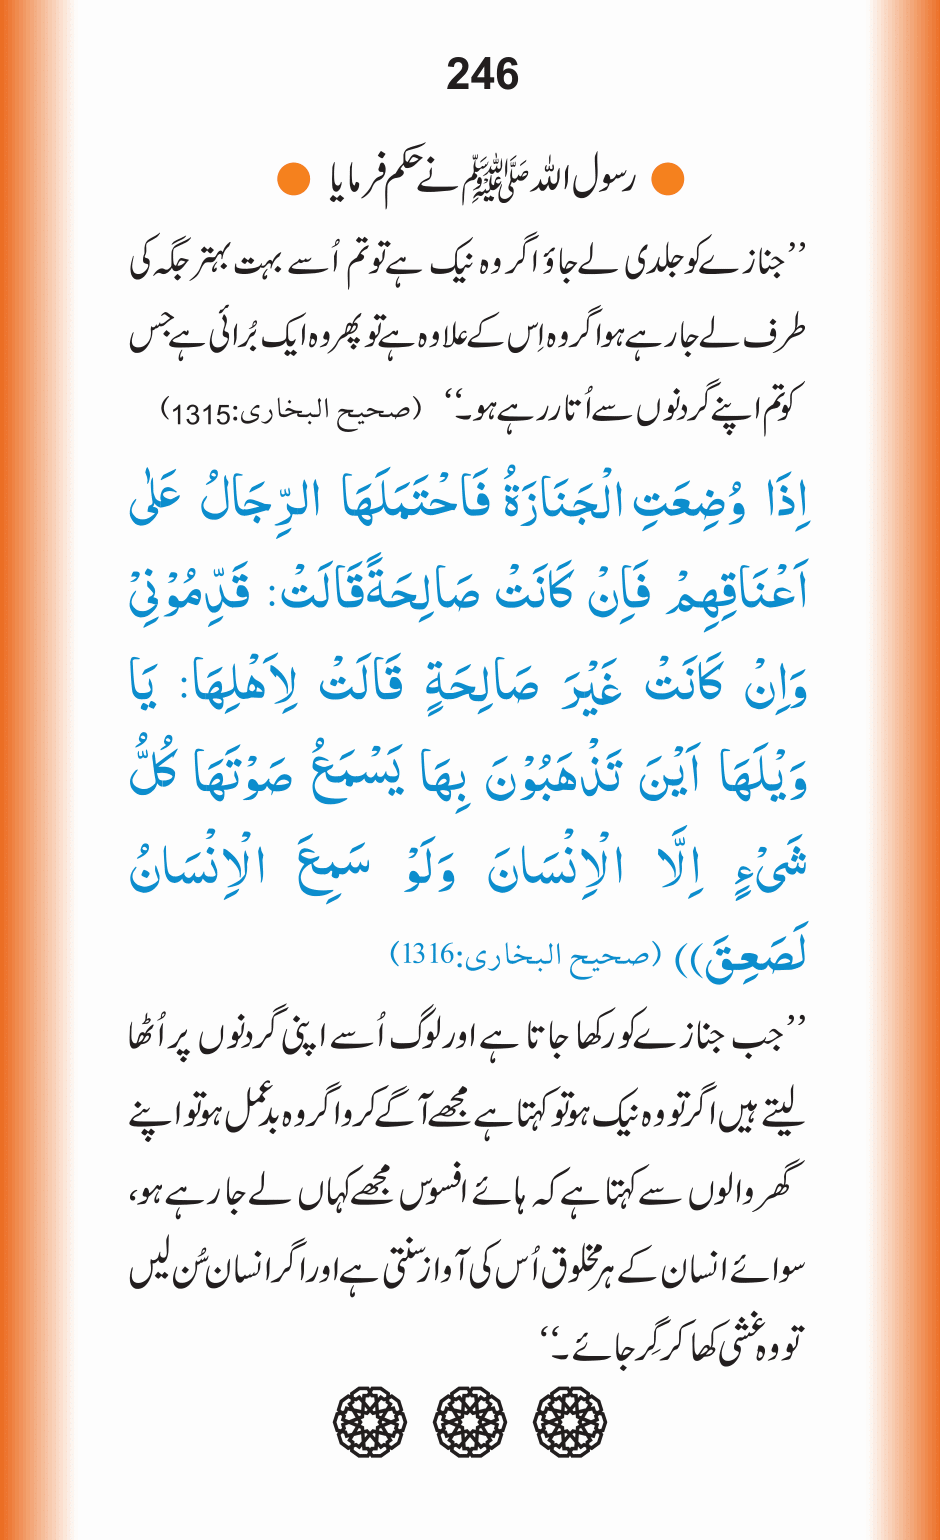 246
رسول اللہ ﷺ نے حکم فرمایا
’’جنازے کو جلدی لے جاؤ اگر وہ نیک ہے تو تم اُسے بہت بہتر جگہ کی
طرف لے جا رہے ہو اگر وہ اِس کے علاوہ ہے تو پھر وہ ایک بُرائی ہے جس
کو تم اپنے گردنوں سے اُتار رہے ہو۔‘‘ (صحیح البخاری:1315)
اِذَا وُضِعَتِ الْجَنَازَةُ فَاحْتَمَلَهَا الرِّجَالُ عَلٰى
اَعْنَاقِهِمْ فَاِنْ كَانَتْ صَالِحَةً قَالَتْ: قَدِّمُوْنِيْ
وَاِنْ كَانَتْ غَيْرَ صَالِحَةٍ قَالَتْ لِاَهْلِهَا: يَا
وَيْلَهَا اَيْنَ تَذْهَبُوْنَ بِهَا يَسْمَعُ صَوْتَهَا كُلُّ
شَىْءٍ اِلَّا الْاِنْسَانَ وَلَوْ سَمِعَ الْاِنْسَانُ
لَصَعِقَ)) (صحیح البخاری:1316)
’’جب جنازے کو رکھا جاتا ہے اور لوگ اُسے اپنی گردنوں پر اُٹھا
لیتے ہیں اگر تو وہ نیک ہو تو کہتا ہے مجھے آگے کرو اگر وہ بدعمل ہو تو اپنے
گھر والوں سے کہتا ہے کہ ہائے افسوس مجھے کہاں لے جا رہے ہو،
سوائے انسان کے ہر مخلوق اُس کی آواز سنتی ہے اور اگر انسان سُن لیں
تو وہ غشی کھا کر گِر جائے۔‘‘